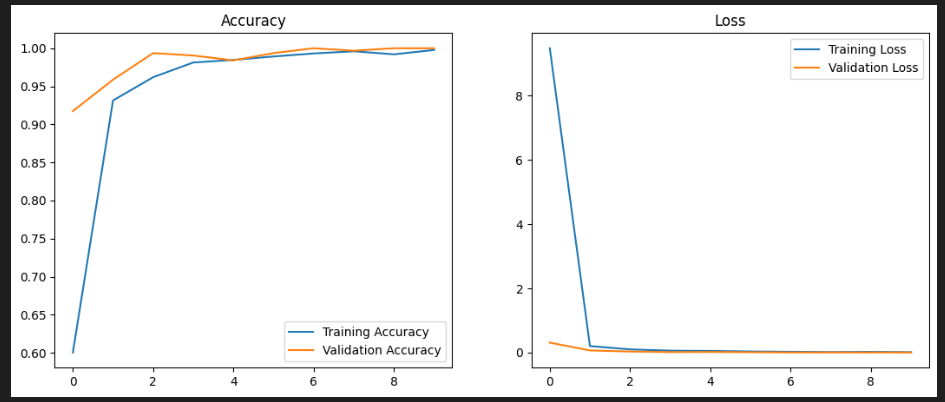 Accuracy
1.00
0.95
0.90
0.85
0.80
0.75
0.70
0.65
0.60
0 2 4 6 8
Training Accuracy
Validation Accuracy
Loss
8
6
4
2
0
0 2 4 6 8
Training Loss
Validation Loss